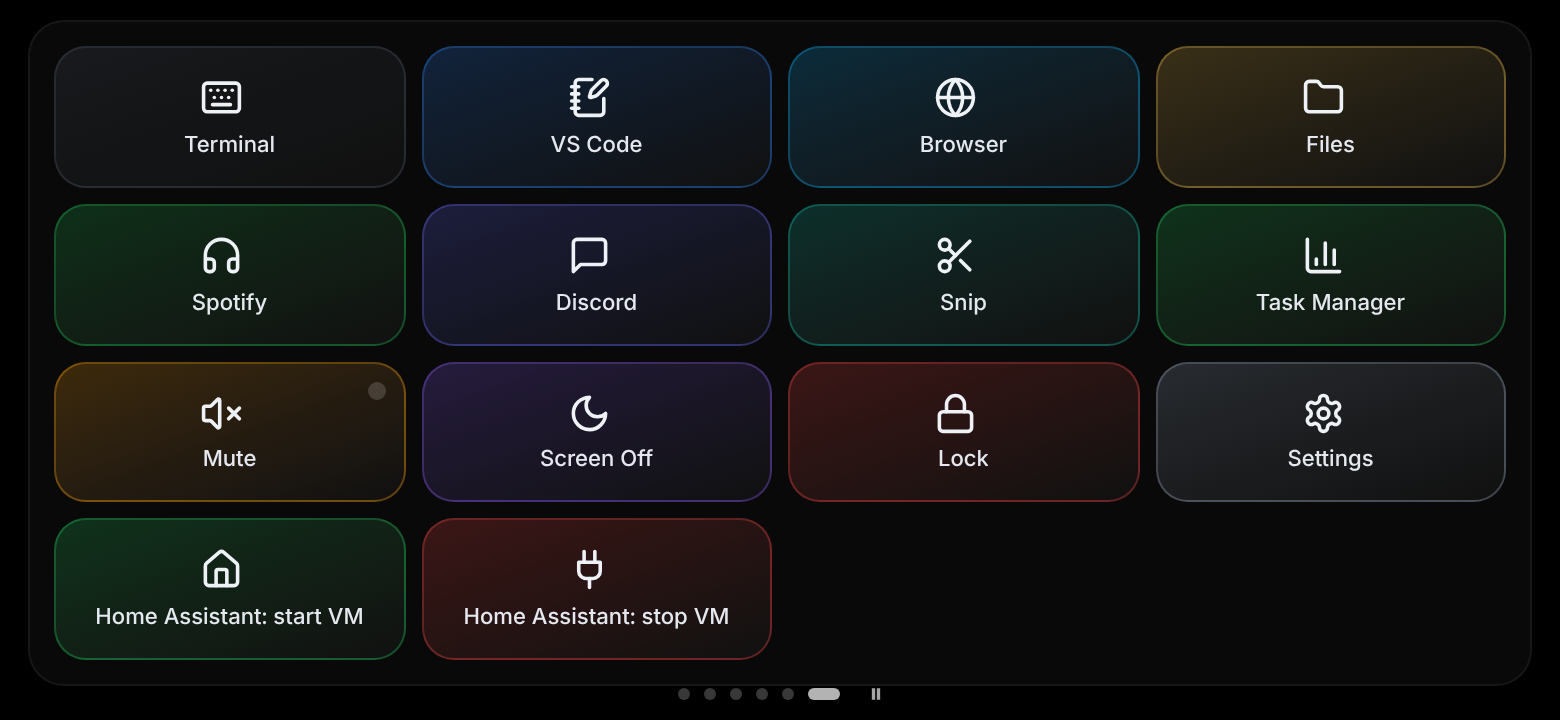 Terminal
VS Code
Browser
Files
Spotify
Discord
Snip
Task Manager
Mute
Screen Off
Lock
Settings
Home Assistant: start VM
Home Assistant: stop VM